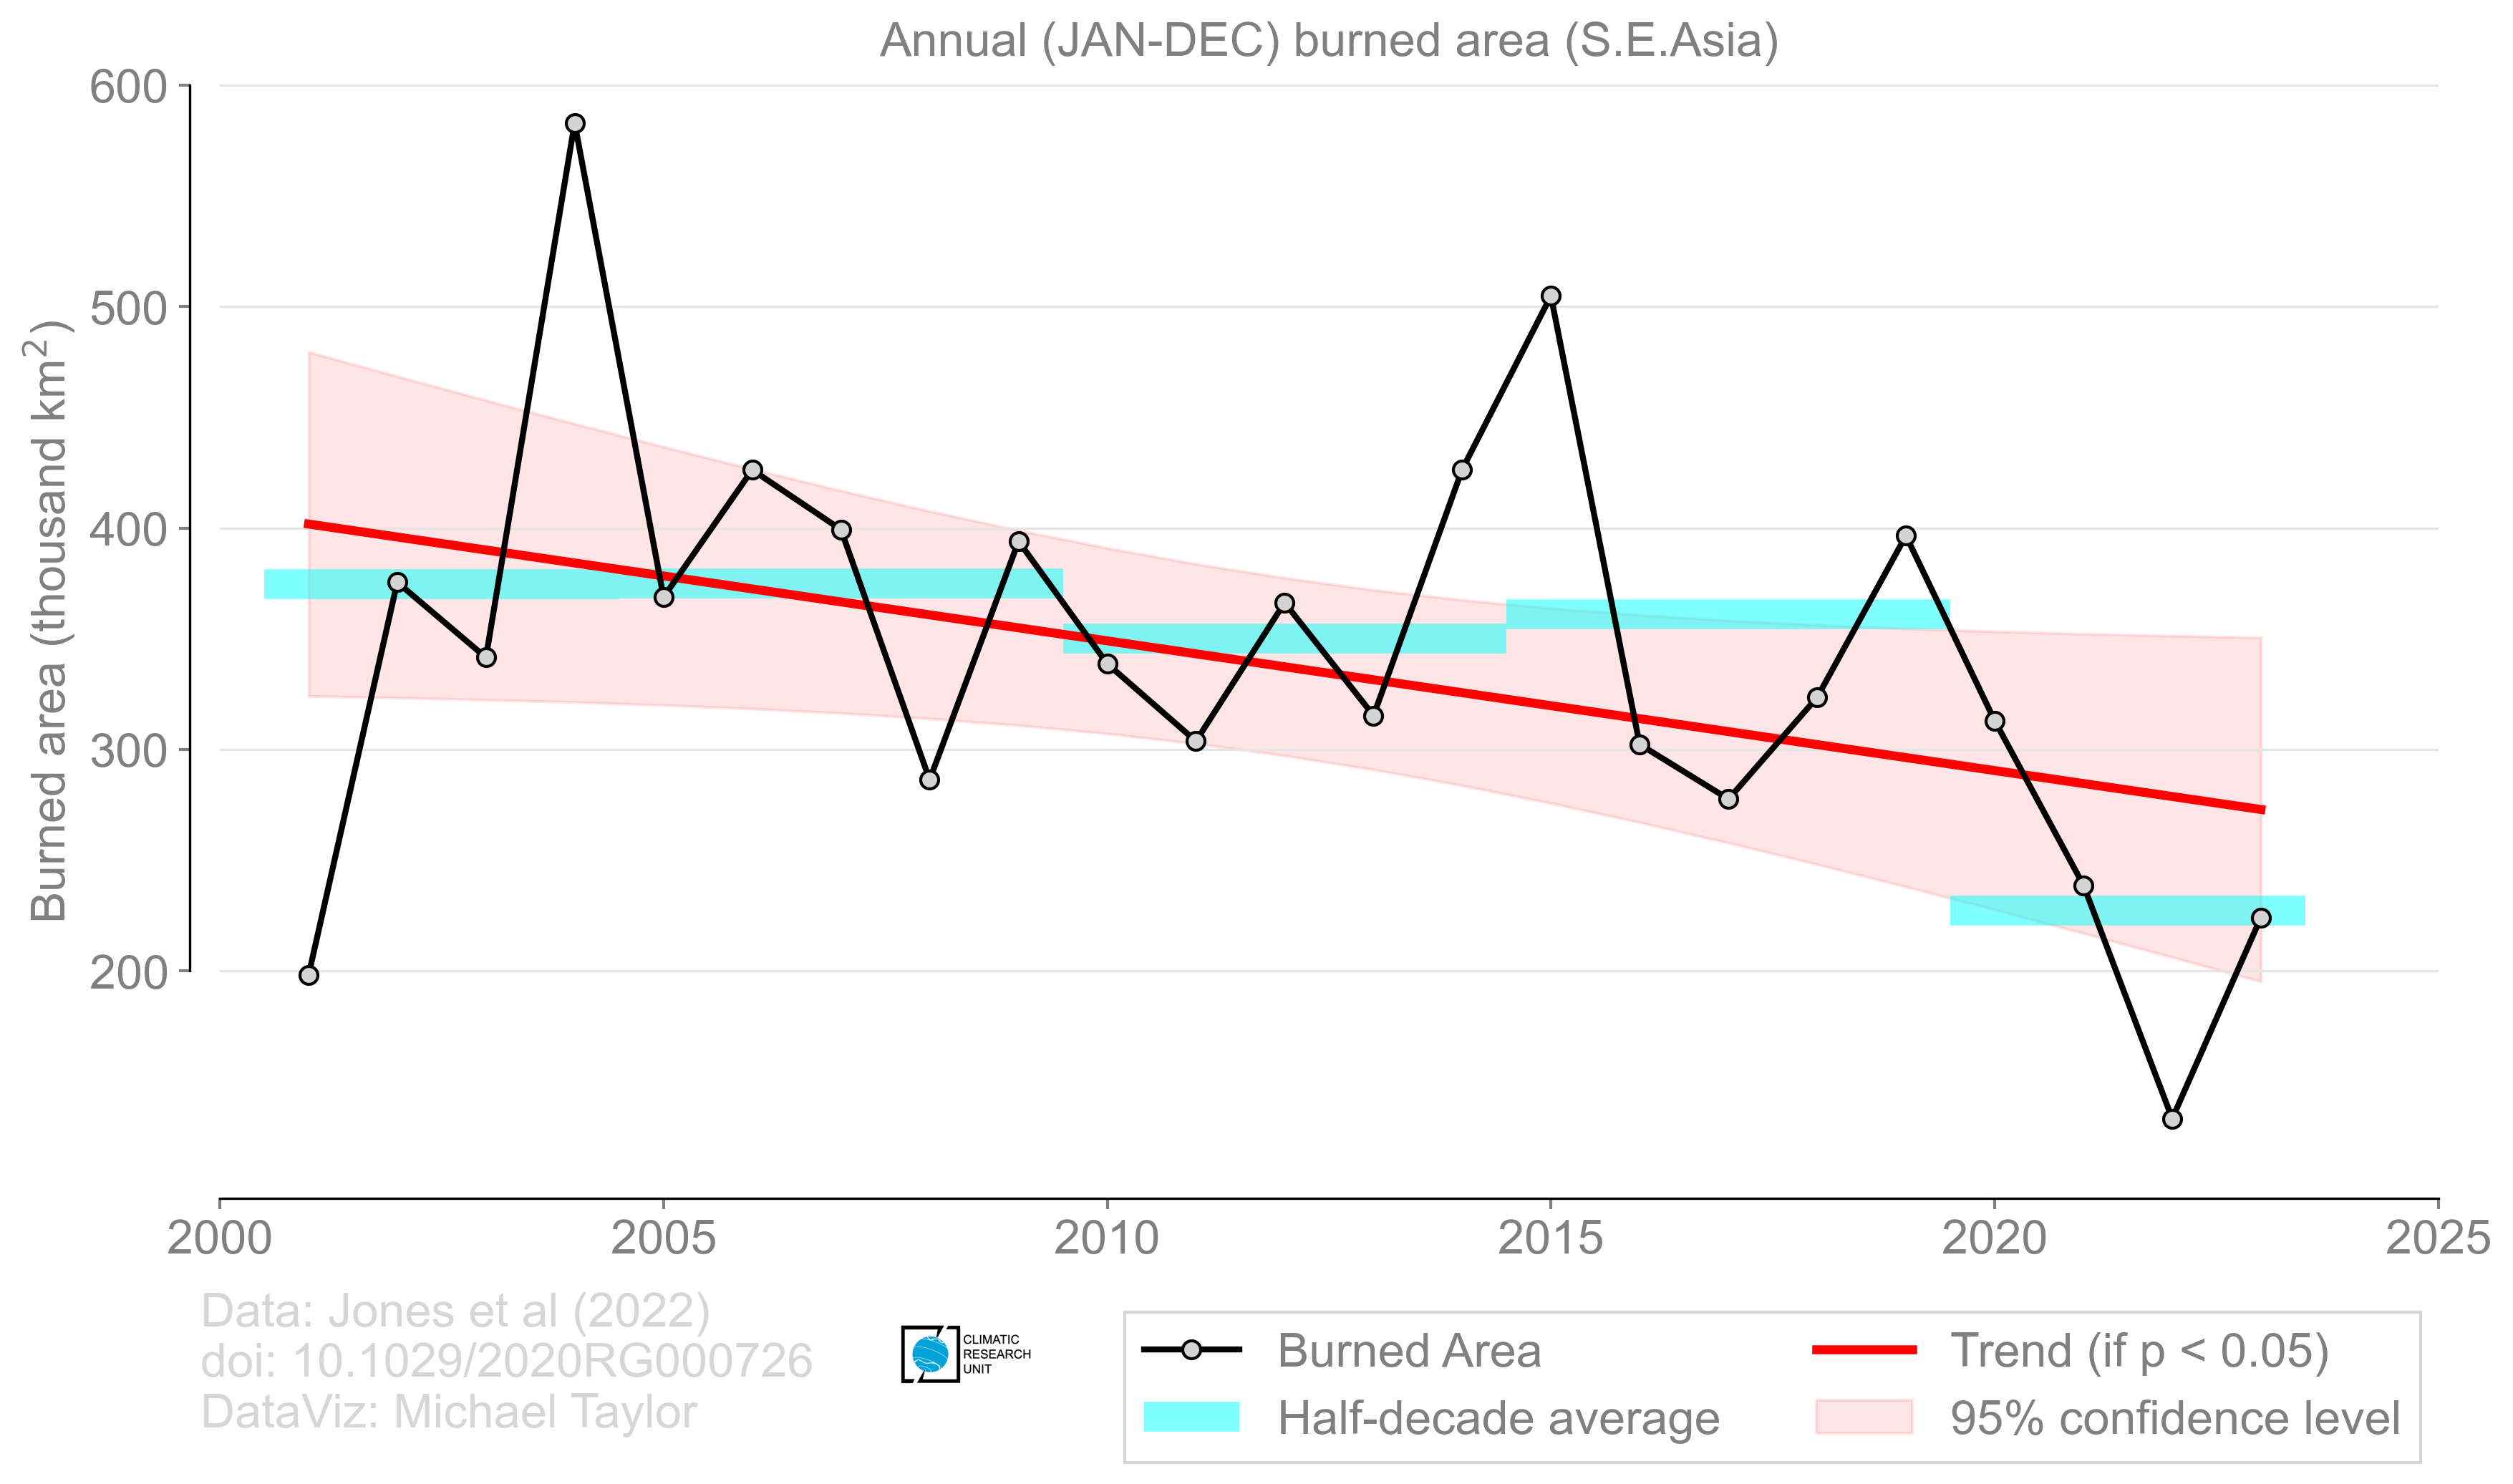 Annual (JAN-DEC) burned area (S.E.Asia)
600
500
400
300
200
Burned area (thousand km²)
2000 2005 2010 2015 2020 2025
Data: Jones et al (2022)
doi: 10.1029/2020RG000726
DataViz: Michael Taylor
CLIMATIC
RESEARCH
UNIT
Burned Area
Half-decade average
Trend (if p < 0.05)
95% confidence level